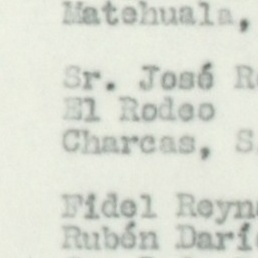 Matehuala,
Sr. José R
El Rodeo
Charcas, S
Fidel Reyn
Rubén Darí